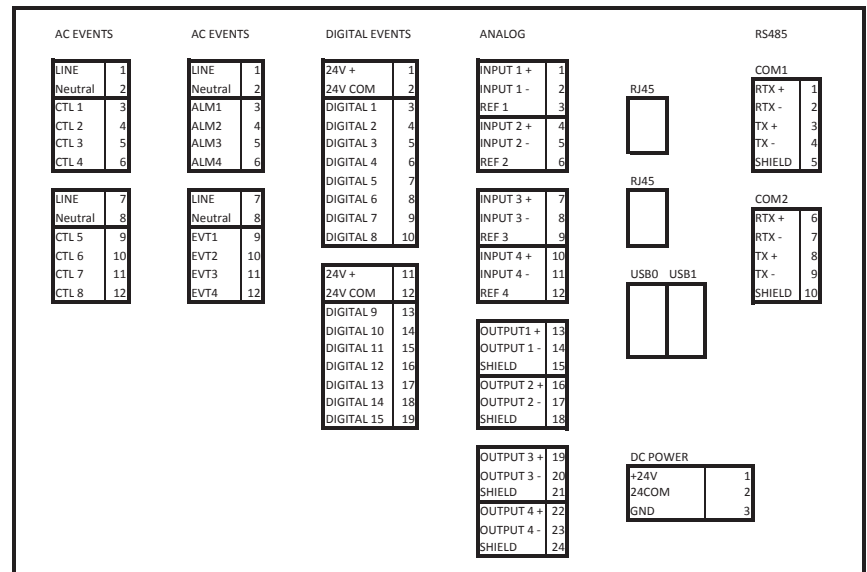 AC EVENTS
LINE 1
Neutral 2
CTL 1 3
CTL 2 4
CTL 3 5
CTL 4 6
LINE 7
Neutral 8
CTL 5 9
CTL 6 10
CTL 7 11
CTL 8 12
AC EVENTS
LINE 1
Neutral 2
ALM1 3
ALM2 4
ALM3 5
ALM4 6
LINE 7
Neutral 8
EVT1 9
EVT2 10
EVT3 11
EVT4 12
DIGITAL EVENTS
24V + 1
24V COM 2
DIGITAL 1 3
DIGITAL 2 4
DIGITAL 3 5
DIGITAL 4 6
DIGITAL 5 7
DIGITAL 6 8
DIGITAL 7 9
DIGITAL 8 10
24V + 11
24V COM 12
DIGITAL 9 13
DIGITAL 10 14
DIGITAL 11 15
DIGITAL 12 16
DIGITAL 13 17
DIGITAL 14 18
DIGITAL 15 19
ANALOG
INPUT 1 + 1
INPUT 1 - 2
REF 1 3
INPUT 2 + 4
INPUT 2 - 5
REF 2 6
INPUT 3 + 7
INPUT 3 - 8
REF 3 9
INPUT 4 + 10
INPUT 4 - 11
REF 4 12
OUTPUT1 + 13
OUTPUT 1 - 14
SHIELD 15
OUTPUT 2 + 16
OUTPUT 2 - 17
SHIELD 18
OUTPUT 3 + 19
OUTPUT 3 - 20
SHIELD 21
OUTPUT 4 + 22
OUTPUT 4 - 23
SHIELD 24
RJ45
RJ45
USB0 USB1
DC POWER
+24V 1
24COM 2
GND 3
RS485
COM1
RTX + 1
RTX - 2
TX + 3
TX - 4
SHIELD 5
COM2
RTX + 6
RTX - 7
TX + 8
TX - 9
SHIELD 10